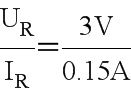 U_R / I_R = 3V / 0.15A